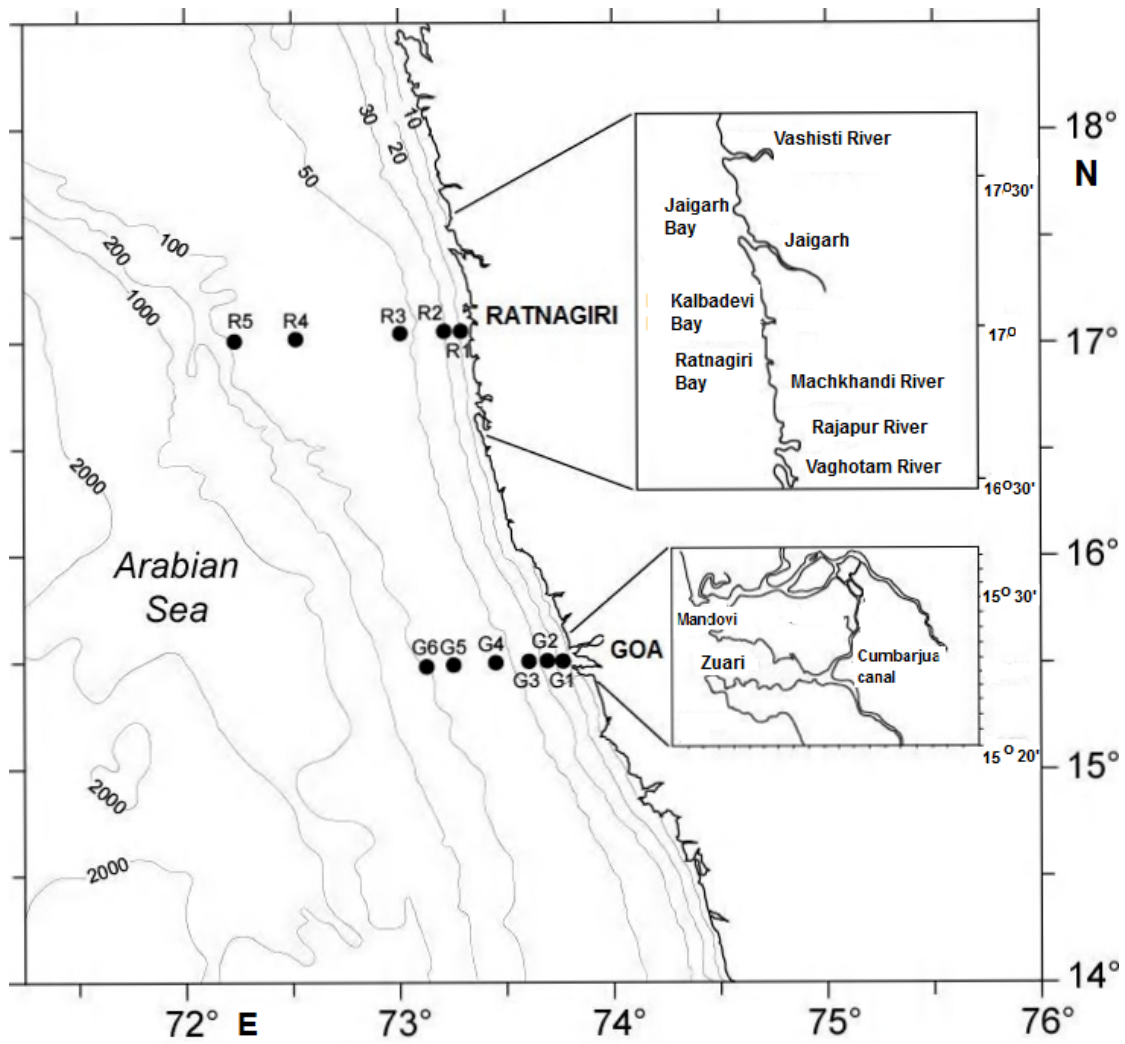 10
30
20
50
18°
N
Vashisti River
17°30'
Jaigarh
Bay
Jaigarh
100
200
1000
Kalbadevi
Bay
R5
R4
R3
R2
R1
RATNAGIRI
17°
17°
Ratnagiri
Bay
Machkhandi River
Rajapur River
Vaghotam River
16°30'
2000
Arabian
Sea
16°
15° 30'
Mandovi
Zuari
Cumbarjua
canal
G6
G5
G4
G3
G2
G1
GOA
15° 20'
15°
2000
2000
14°
72°
E
73°
74°
75°
76°